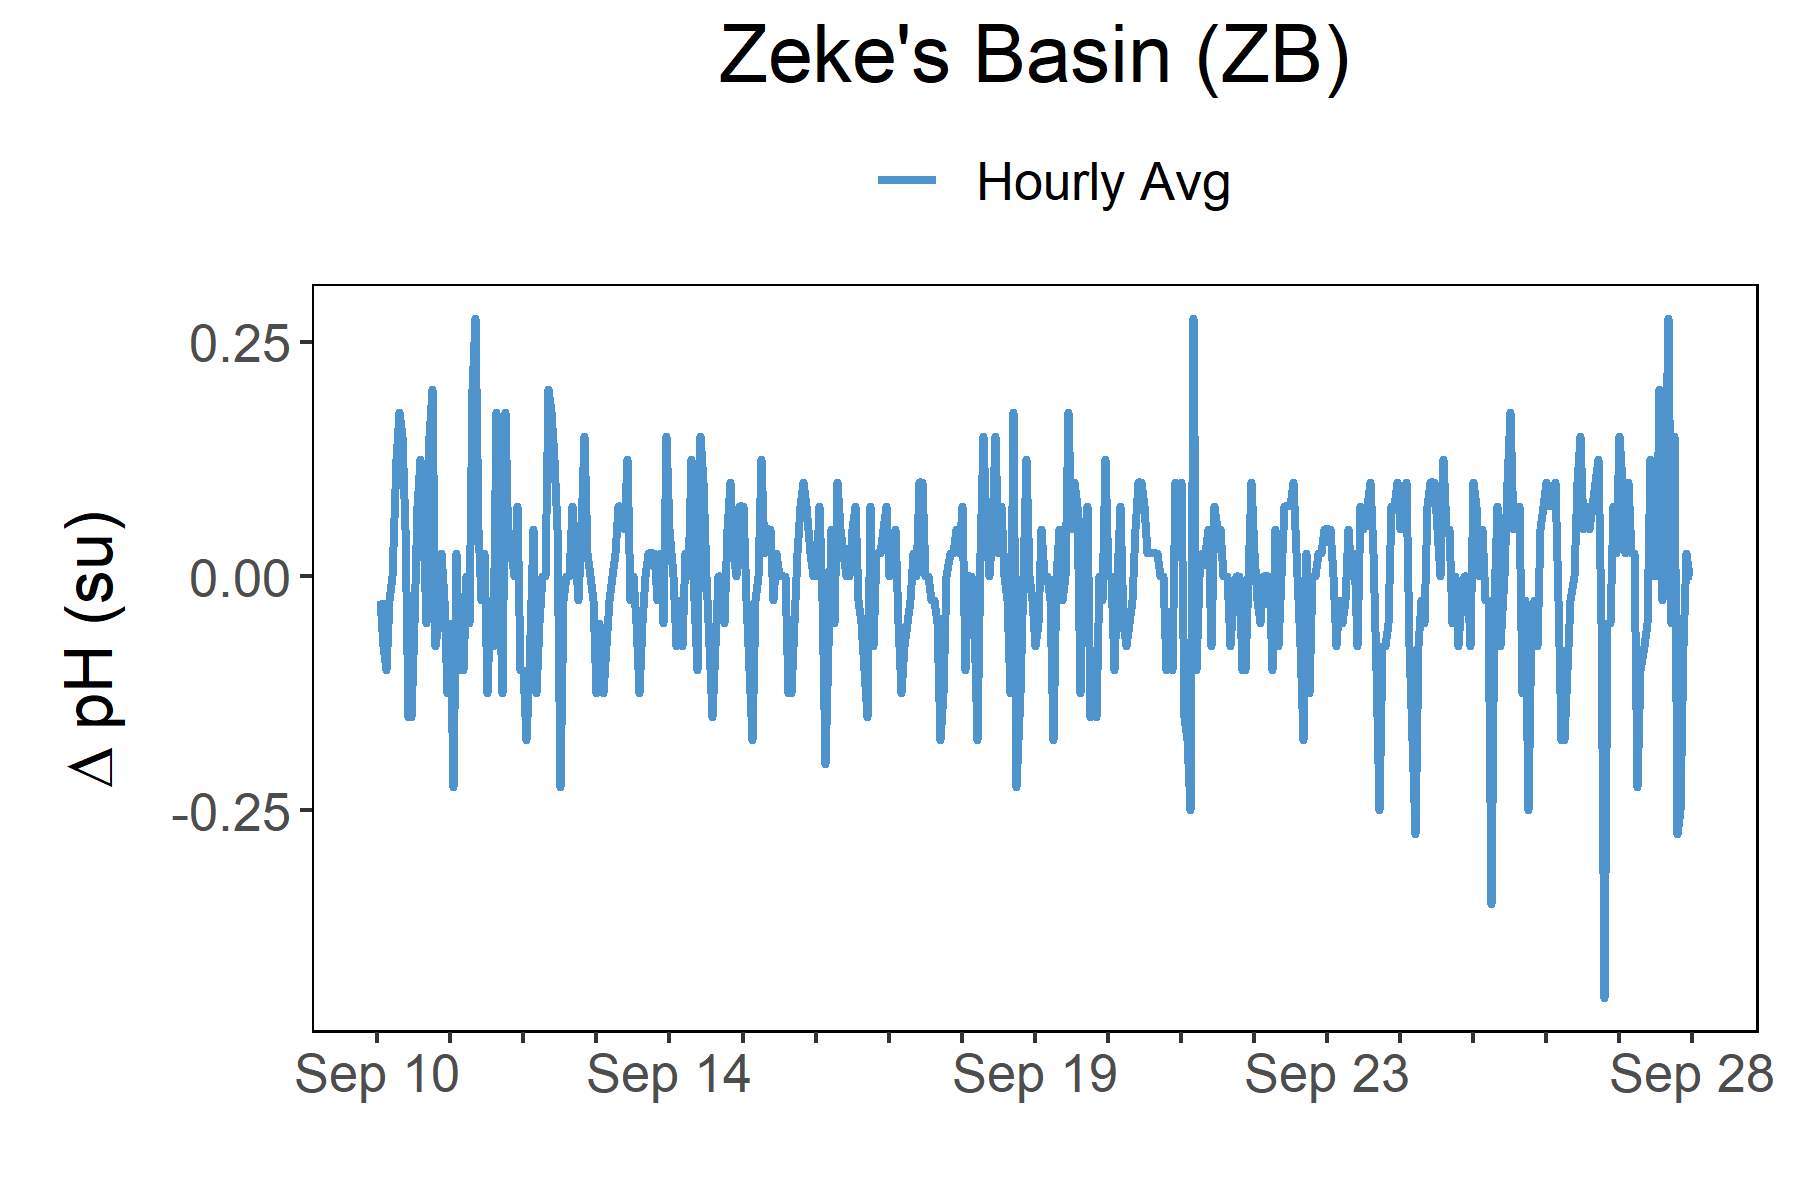 Zeke's Basin (ZB)
Hourly Avg
Δ pH (su)
0.25
0.00
-0.25
Sep 10
Sep 14
Sep 19
Sep 23
Sep 28